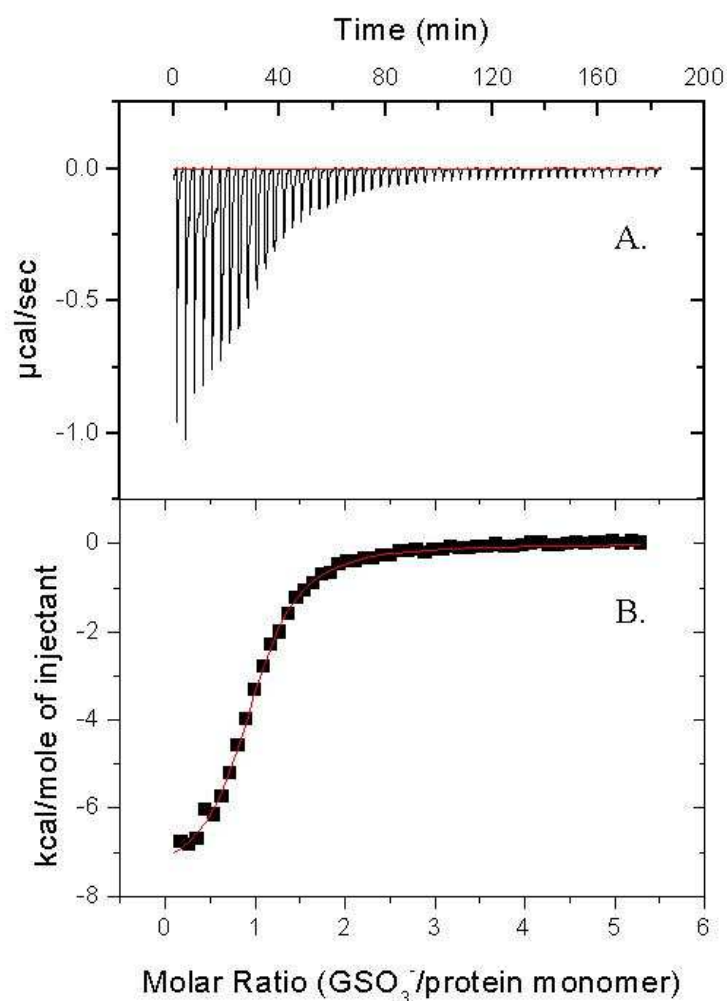 Time (min)
0 40 80 120 160 200
0.0
-0.5
-1.0
µcal/sec
A.
0
-2
-4
-6
-8
kcal/mole of injectant
B.
0 1 2 3 4 5 6
Molar Ratio (GSO₃⁻/protein monomer)